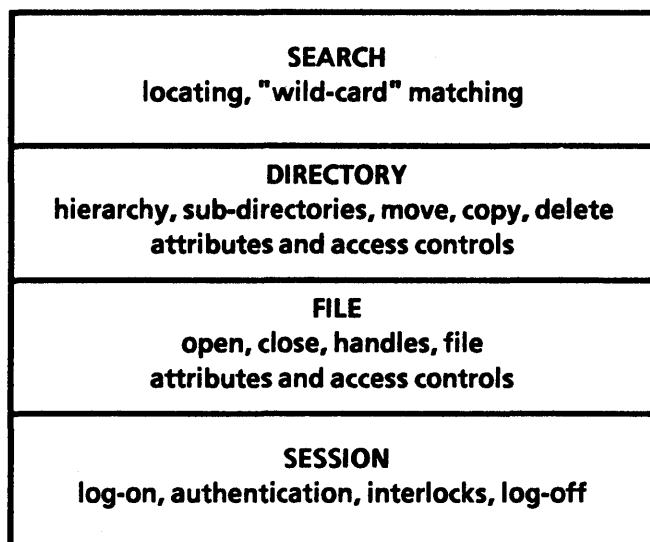 SEARCH
locating, "wild-card" matching
DIRECTORY
hierarchy, sub-directories, move, copy, delete
attributes and access controls
FILE
open, close, handles, file
attributes and access controls
SESSION
log-on, authentication, interlocks, log-off